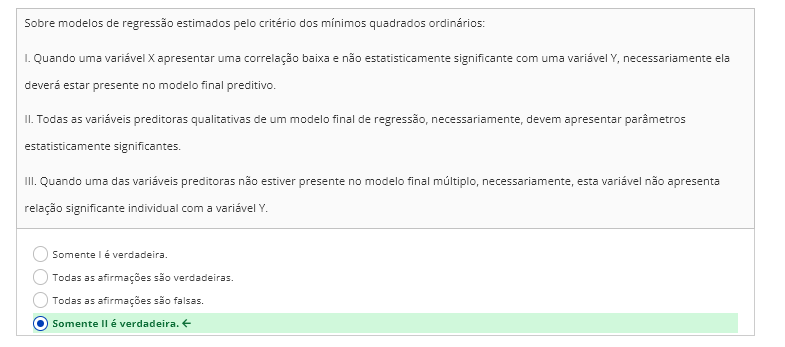 Sobre modelos de regressão estimados pelo critério dos mínimos quadrados ordinários:
I. Quando uma variável X apresentar uma correlação baixa e não estatisticamente significante com uma variável Y, necessariamente ela
deverá estar presente no modelo final preditivo.
II. Todas as variáveis preditoras qualitativas de um modelo final de regressão, necessariamente, devem apresentar parâmetros
estatisticamente significantes.
III. Quando uma das variáveis preditoras não estiver presente no modelo final múltiplo, necessariamente, esta variável não apresenta
relação significante individual com a variável Y.
Somente I é verdadeira.
Todas as afirmações são verdadeiras.
Todas as afirmações são falsas.
Somente II é verdadeira. ←